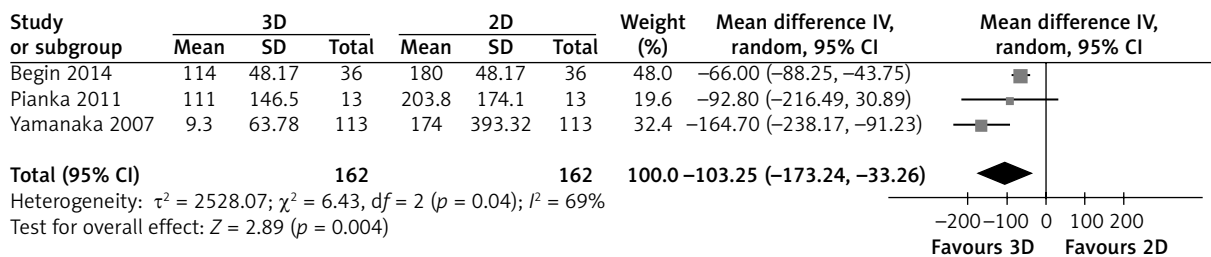 Study 3D 2D Weight Mean difference IV, Mean difference IV,
or subgroup Mean SD Total Mean SD Total (%) random, 95% CI random, 95% CI
Begin 2014 114 48.17 36 180 48.17 36 48.0 −66.00 (−88.25, −43.75)
Pianka 2011 111 146.5 13 203.8 174.1 13 19.6 −92.80 (−216.49, 30.89)
Yamanaka 2007 9.3 63.78 113 174 393.32 113 32.4 −164.70 (−238.17, −91.23)
Total (95% CI) 162 162 100.0 −103.25 (−173.24, −33.26)
Heterogeneity: τ² = 2528.07; χ² = 6.43, df = 2 (p = 0.04); I² = 69%
Test for overall effect: Z = 2.89 (p = 0.004)
−200 −100 0 100 200
Favours 3D Favours 2D